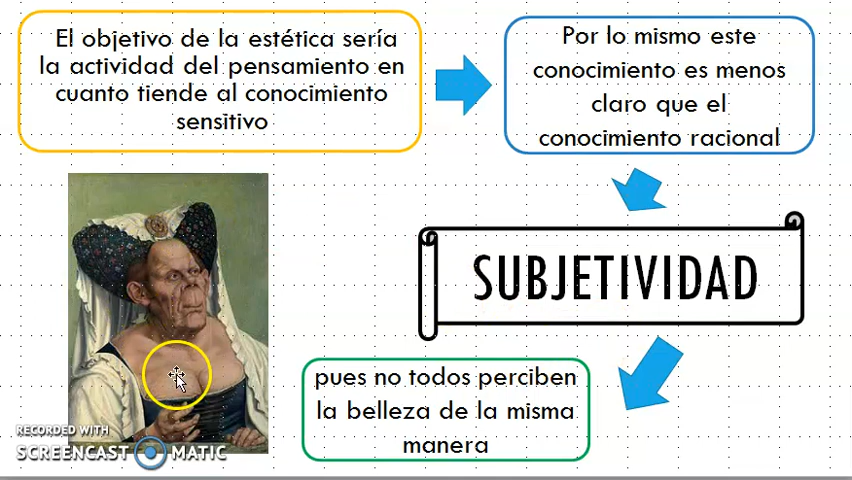 El objetivo de la estética sería
la actividad del pensamiento en
cuanto tiende al conocimiento
sensitivo
Por lo mismo este
conocimiento es menos
claro que el
conocimiento racional
SUBJETIVIDAD
pues no todos perciben
la belleza de la misma
manera
RECORDED WITH
SCREENCAST MATIC